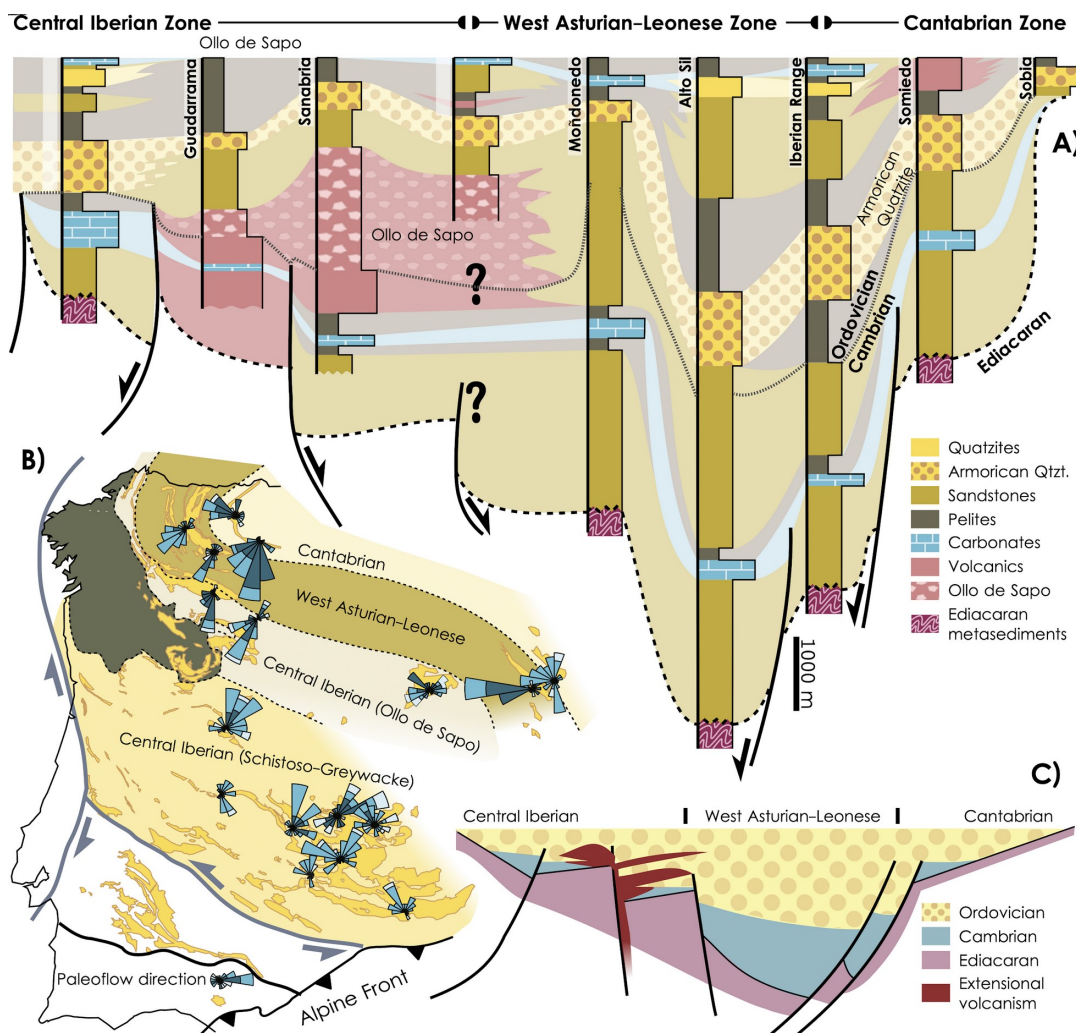 Central Iberian Zone
West Asturian–Leonese Zone
Cantabrian Zone
Ollo de Sapo
Guadarrama
Sanabria
Mondoñedo
Alto Sil
Iberian Range
Somiedo
Sobia
A)
Armorican
Quatzite
Ollo de Sapo
?
?
Ordovician
Cambrian
Ediacaran
Quatzites
Armorican Qtzt.
Sandstones
Pelites
Carbonates
Volcanics
Ollo de Sapo
Ediacaran
metasediments
1000 m
B)
Cantabrian
West Asturian–Leonese
Central Iberian (Ollo de Sapo)
Central Iberian (Schistoso–Greywacke)
Paleoflow direction
Alpine Front
C)
Central Iberian
West Asturian–Leonese
Cantabrian
Ordovician
Cambrian
Ediacaran
Extensional
volcanism